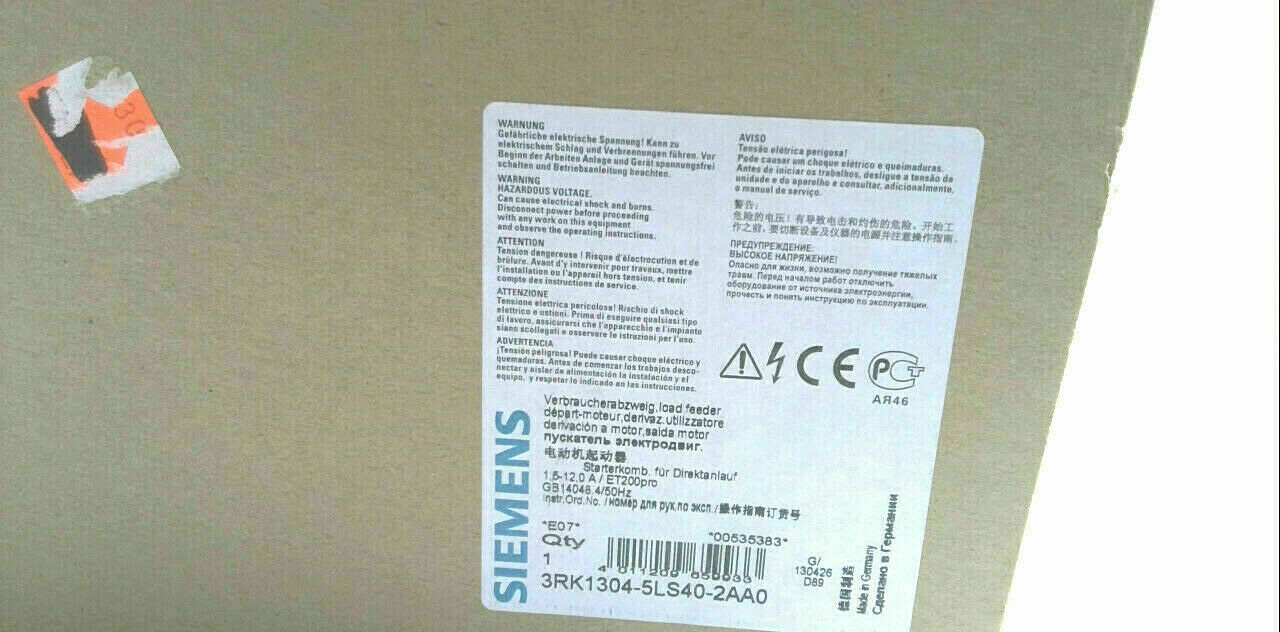 30
WARNUNG
Gefährliche elektrische Spannung! Kann zu
elektrischem Schlag und Verbrennungen führen. Vor
Beginn der Arbeiten Anlage und Gerät spannungsfrei
schalten und Betriebsanleitung beachten.
WARNING
HAZARDOUS VOLTAGE.
Can cause electrical shock and burns.
Disconnect power before proceeding
with any work on this equipment
and observe the operating instructions.
ATTENTION
Tension dangereuse ! Risque d'électrocution et de
brûlure. Avant d'y intervenir pour travaux, mettre
l'installation ou l'appareil hors tension, et tenir
compte des instructions de service.
ATTENZIONE
Tensione elettrica pericolosa! Rischio di shock
elettrico e ustioni. Prima di eseguire qualsiasi tipo
di lavoro, assicurarsi che l'apparecchio e l'impianto
siano scollegati e osservare le istruzioni per l'uso.
ADVERTENCIA
¡Tensión peligrosa! Puede causar choque eléctrico y
quemaduras. Antes de comenzar los trabajos desco-
nectar y aislar de alimentación la instalación y el
equipo, y respetar lo indicado en las instrucciones.
AVISO
Tensão elétrica perigosa!
Pode causar um choque elétrico e queimaduras.
Antes de iniciar os trabalhos, desligue a tensão da
unidade e do aparelho e consultar, adicionalmente,
o manual de serviço.
警告:
危险的电压! 有导致电击和灼伤的危险。开始工
作之前, 要切断设备及仪器的电源并注意操作指南.
ПРЕДУПРЕЖДЕНИЕ:
ВЫСОКОЕ НАПРЯЖЕНИЕ!
Опасно для жизни, возможно получение тяжелых
травм. Перед началом работ отключить
оборудование от источника электроэнергии,
прочесть и понять инструкцию по эксплуатации.
CE
РСТ
АЯ46
SIEMENS
Verbraucherabzweig,load feeder
départ-moteur,derivaz.utilizzatore
derivación a motor,saida motor
пускатель электродвиг.
电动机起动器
Starterkomb. für Direktanlauf
1,5-12,0 A / ET200pro
GB14048.4/50Hz
Instr.Ord.No. /номер для рук.по эксп./操作指南订货号
*E07*
*00535383*
Qty
1
4 011209 659933
3RK1304-5LS40-2AA0
G/
130426
D89
德国制造
Made in Germany
Сделано в Германии